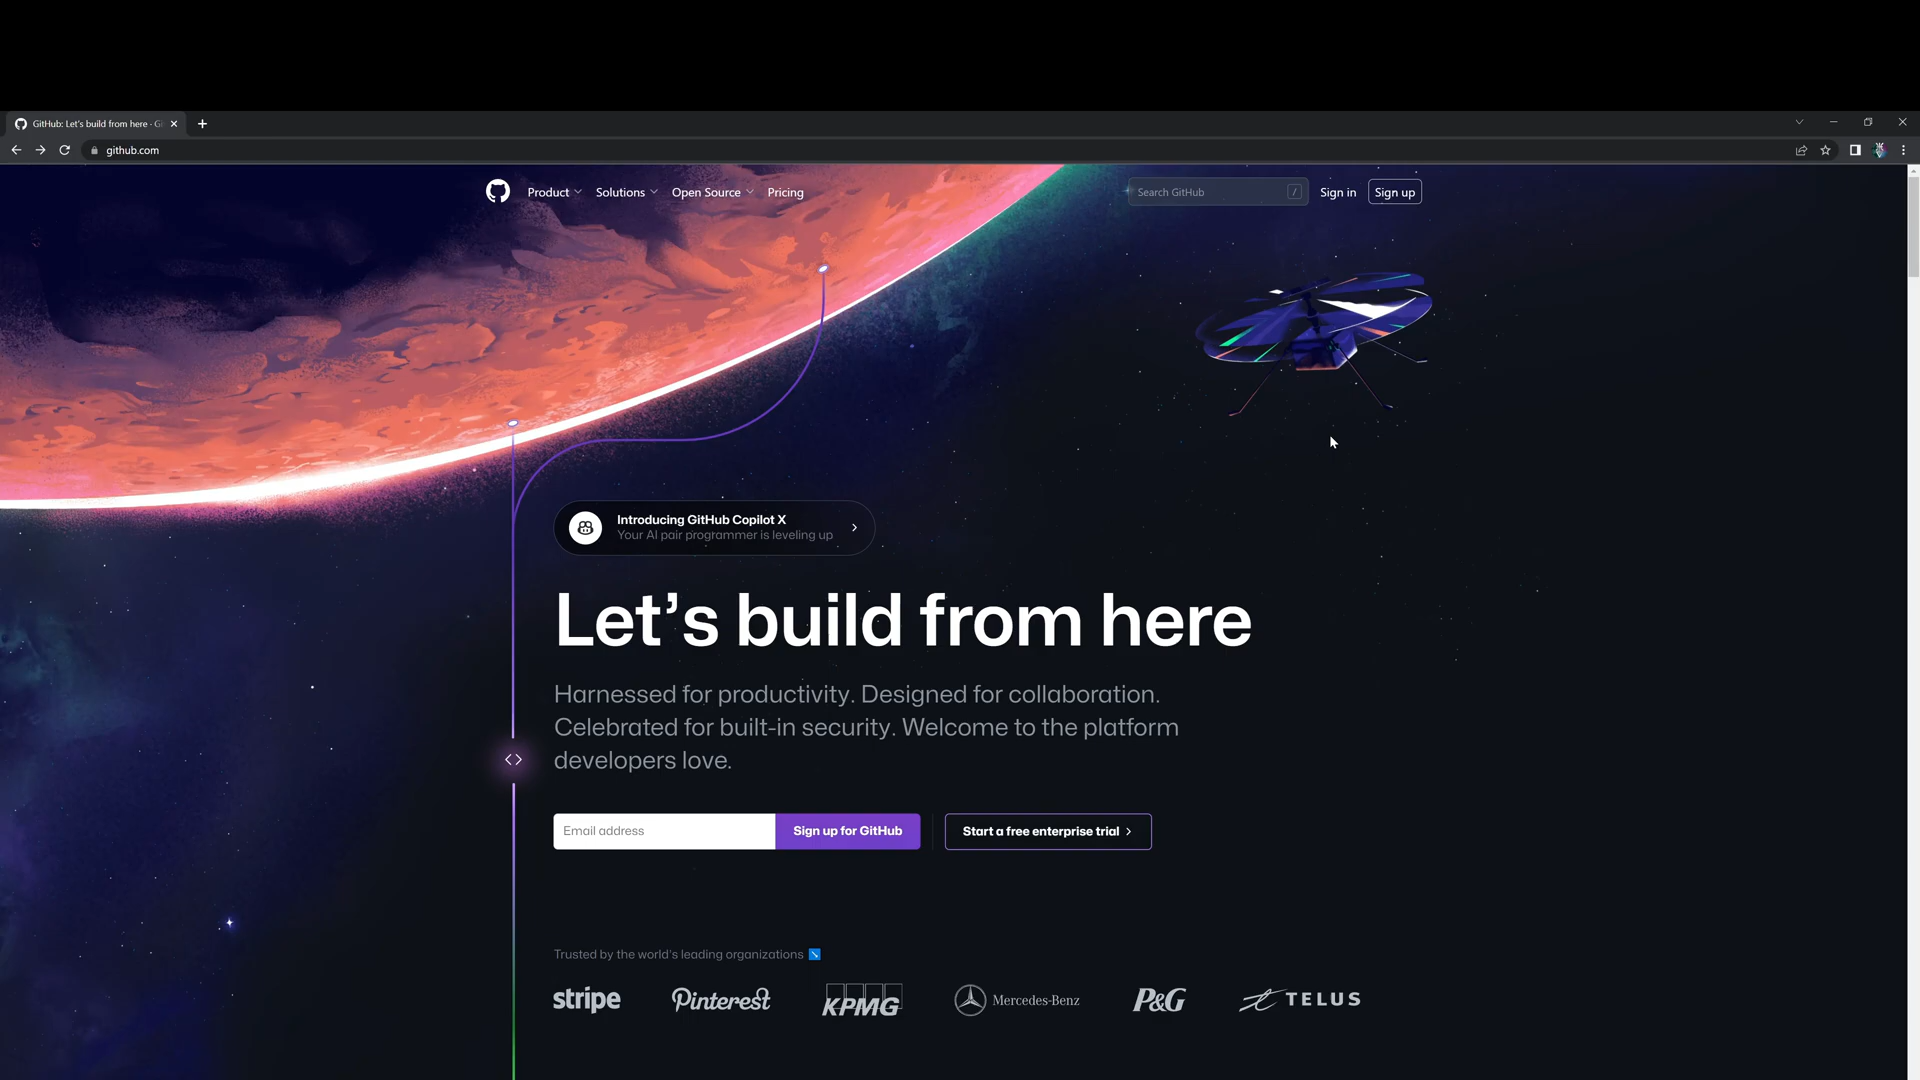 GitHub: Let's build from here · Gi
github.com
Product
Solutions
Open Source
Pricing
Search GitHub
/
Sign in
Sign up
Introducing GitHub Copilot X
Your AI pair programmer is leveling up
Let's build from here
Harnessed for productivity. Designed for collaboration.
Celebrated for built-in security. Welcome to the platform
developers love.
Email address
Sign up for GitHub
Start a free enterprise trial
Trusted by the world's leading organizations
stripe
Pinterest
KPMG
Mercedes-Benz
P&G
TELUS